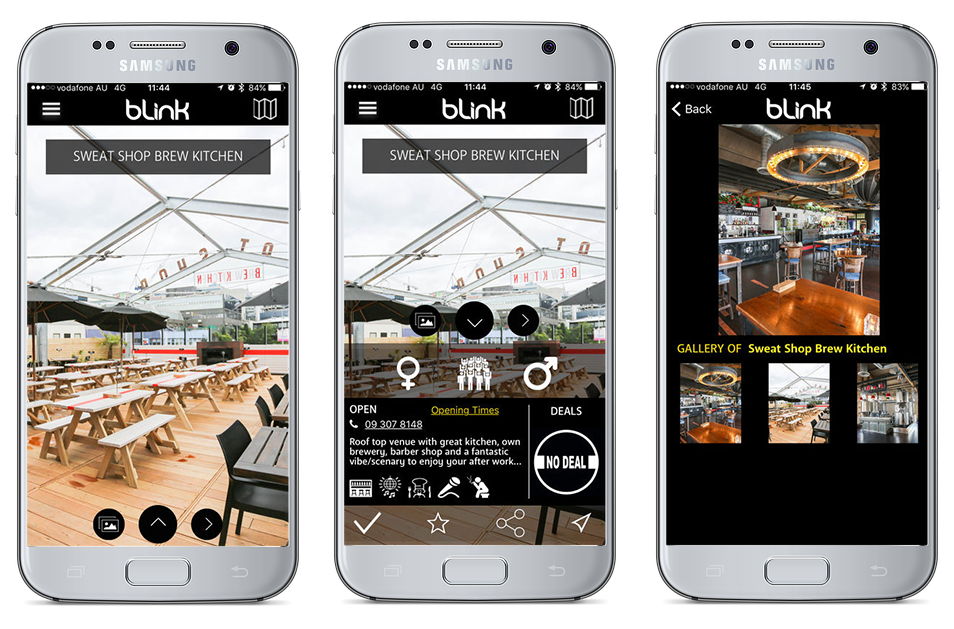 SAMSUNG
vodafone AU 4G 11:44 84%
blink
SWEAT SHOP BREW KITCHEN
SAMSUNG
vodafone AU 4G 11:44 84%
blink
SWEAT SHOP BREW KITCHEN
OPEN
Opening Times
DEALS
09 307 8148
Roof top venue with great kitchen, own
brewery, barber shop and a fantastic
vibe/scenary to enjoy your after work...
NO DEAL
SAMSUNG
vodafone AU 4G 11:45 83%
Back
blink
GALLERY OF Sweat Shop Brew Kitchen